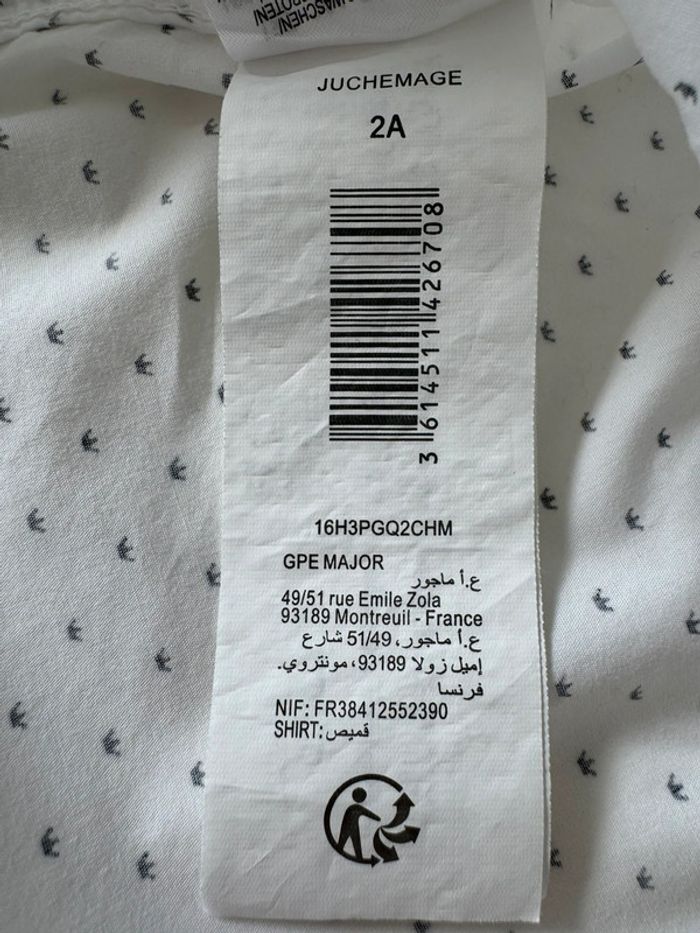 WASCHEN/
JUCHEMAGE
2A
3 614511 426708
16H3PGQ2CHM
GPE MAJOR
ع.أ ماجور
49/51 rue Emile Zola
93189 Montreuil - France
ع.أ ماجور، 51/49 شارع
إميل زولا 93189، مونتروي.
فرنسا
NIF: FR38412552390
SHIRT: قميص